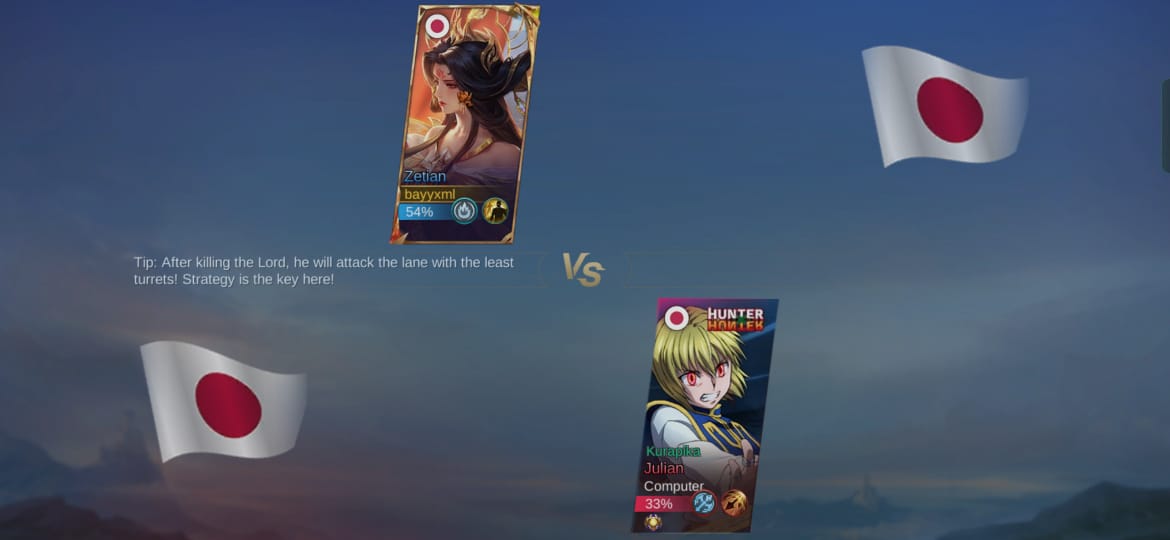 Zetian
bayyxml
54%
Tip: After killing the Lord, he will attack the lane with the least
turrets! Strategy is the key here!
VS
HUNTER
HUNTER
Kurapika
Julian
Computer
33%